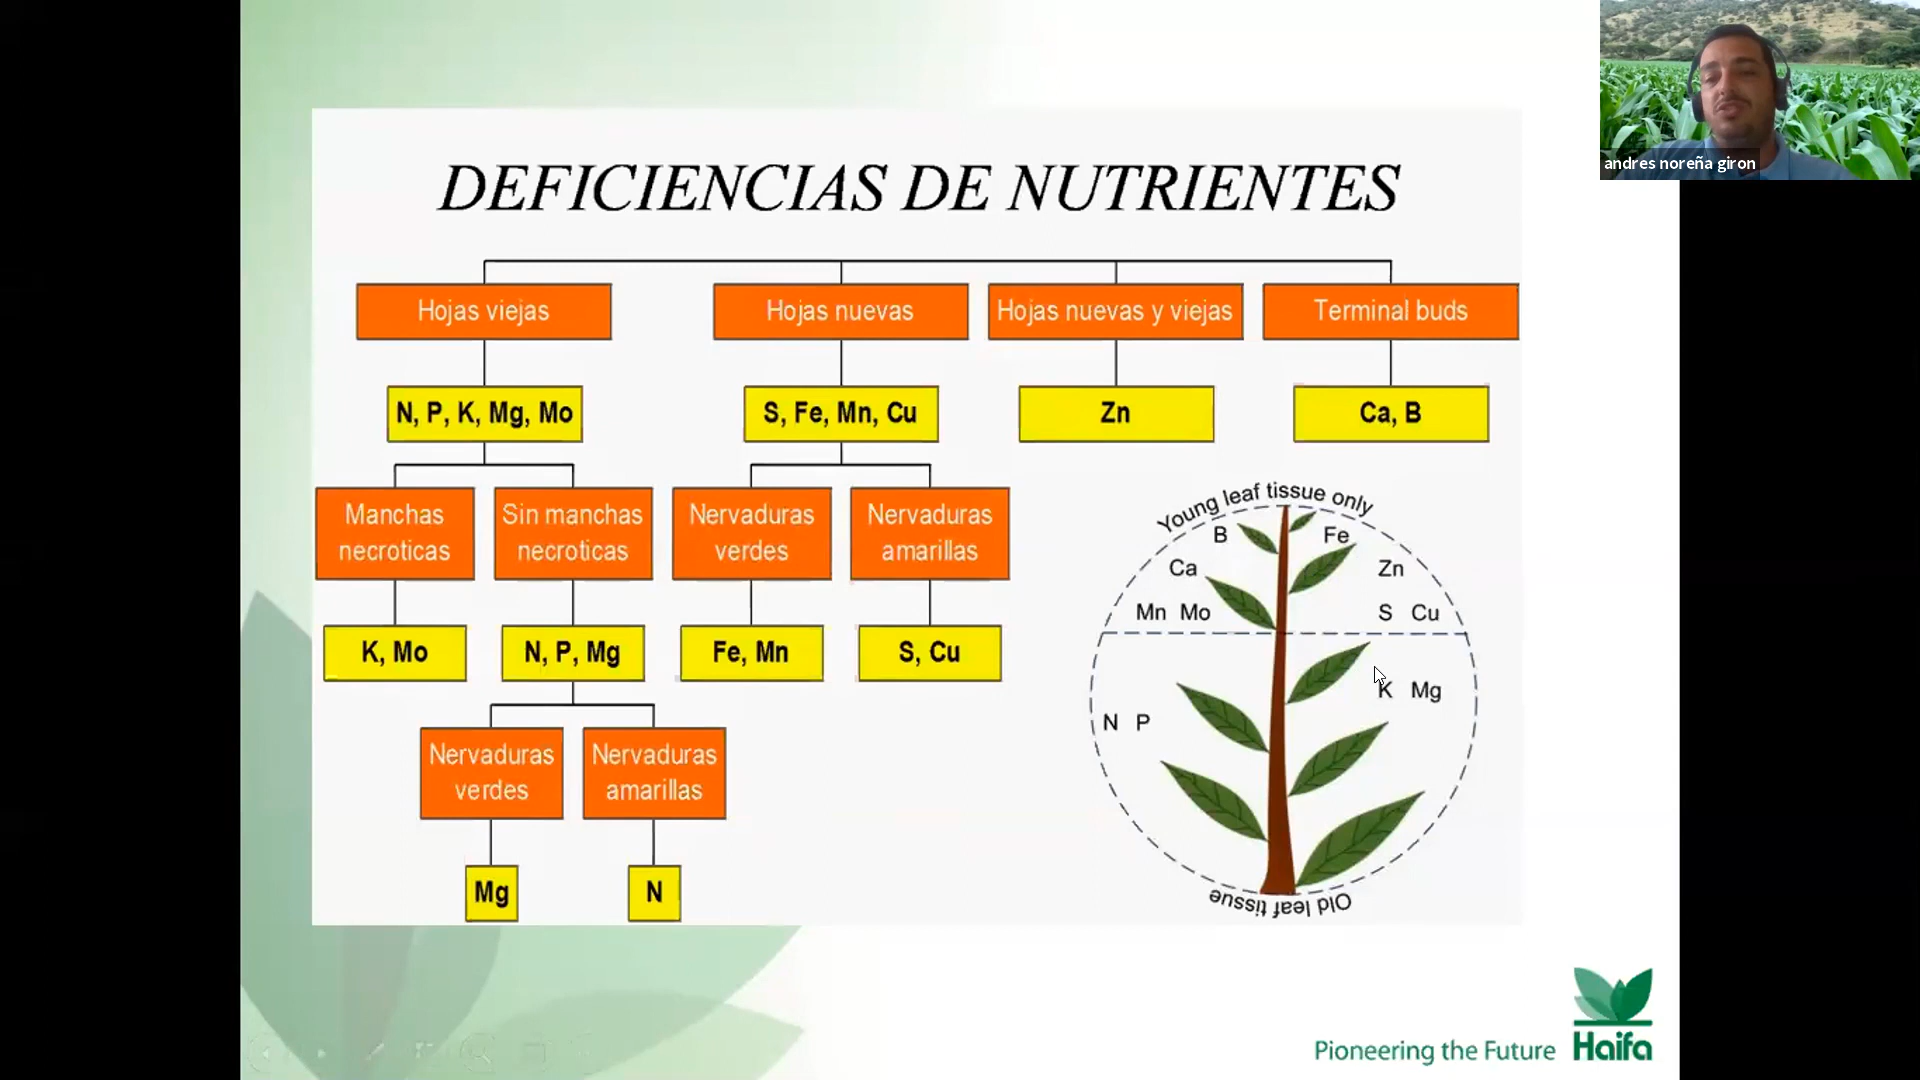 andres noreña giron
DEFICIENCIAS DE NUTRIENTES
Hojas viejas
Hojas nuevas
Hojas nuevas y viejas
Terminal buds
N, P, K, Mg, Mo
S, Fe, Mn, Cu
Zn
Ca, B
Manchas
necroticas
Sin manchas
necroticas
Nervaduras
verdes
Nervaduras
amarillas
K, Mo
N, P, Mg
Fe, Mn
S, Cu
Nervaduras
verdes
Nervaduras
amarillas
Mg
N
Young leaf tissue only
B
Fe
Ca
Zn
Mn Mo
S Cu
K Mg
N P
Old leaf tissue
Pioneering the Future
Haifa